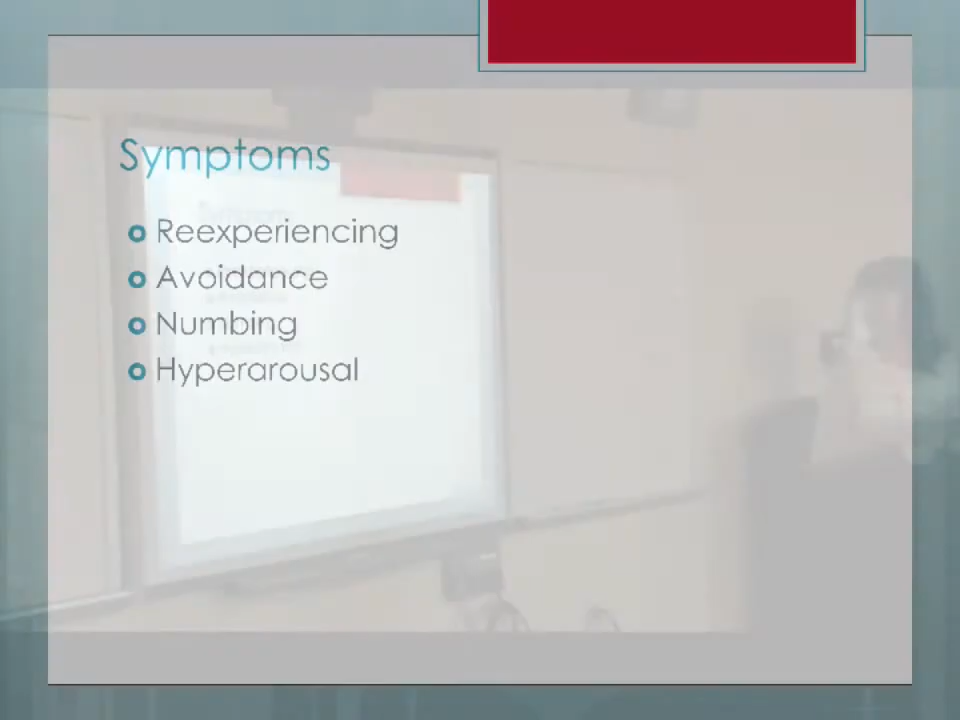 Symptoms
Reexperiencing
Avoidance
Numbing
Hyperarousal